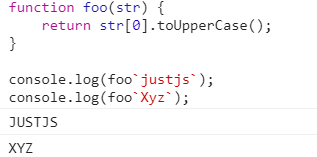 function foo(str) {
    return str[0].toUpperCase();
}
console.log(foo`justjs`);
console.log(foo`Xyz`);
JUSTJS
XYZ